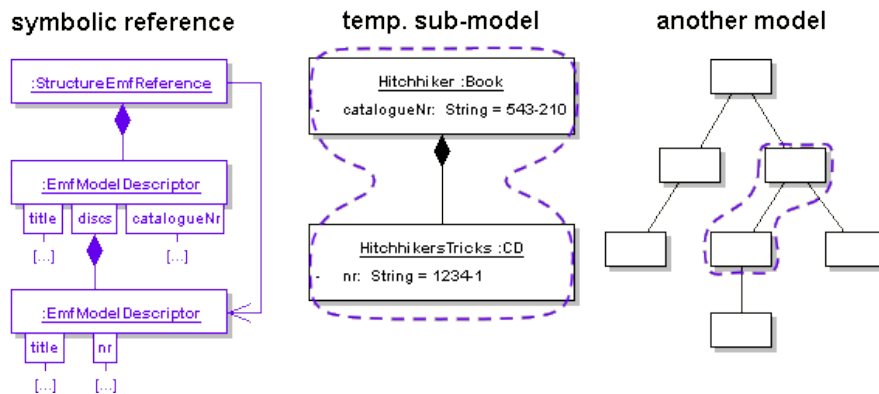 symbolic reference
:StructureEmfReference
:EmfModelDescriptor
title discs catalogueNr
[...] [...]
:EmfModelDescriptor
title nr
[...] [...]
temp. sub-model
Hitchhiker :Book
- catalogueNr: String = 543-210
HitchhikersTricks :CD
- nr: String = 1234-1
another model